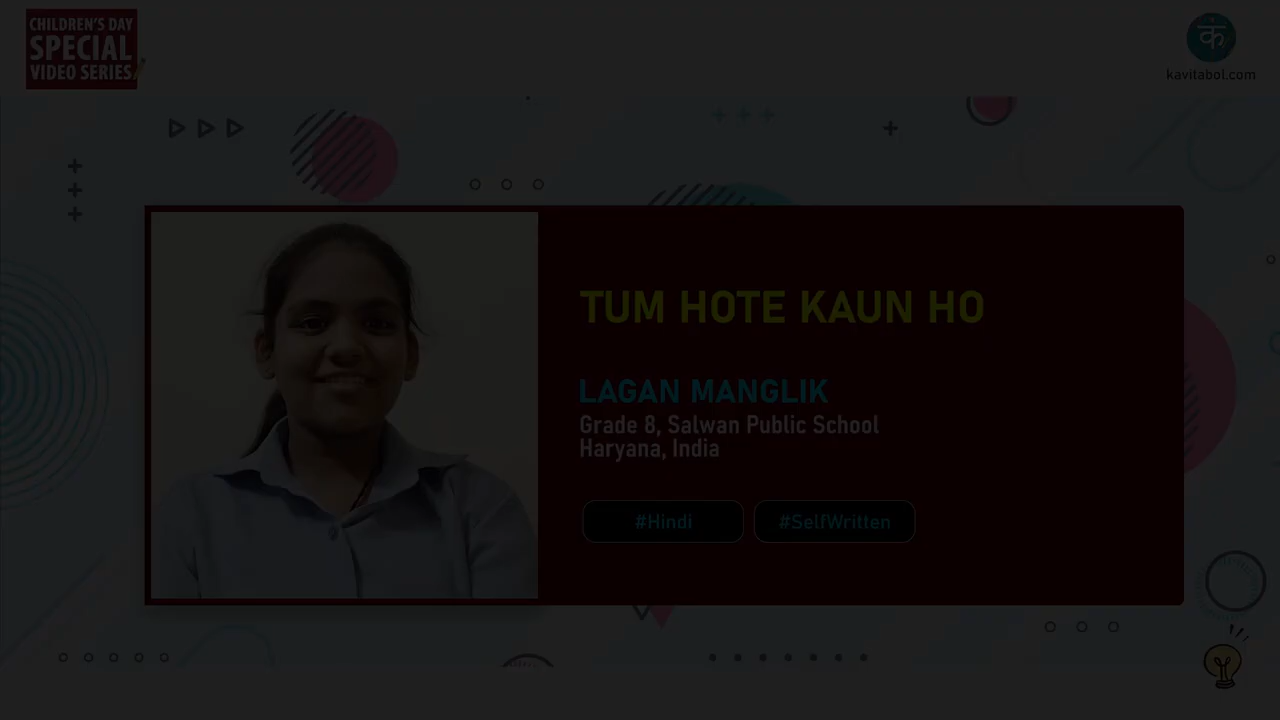 CHILDREN'S DAY
SPECIAL
VIDEO SERIES
क
kavitabol.com
TUM HOTE KAUN HO
LAGAN MANGLIK
Grade 8, Salwan Public School
Haryana, India
#Hindi
#SelfWritten